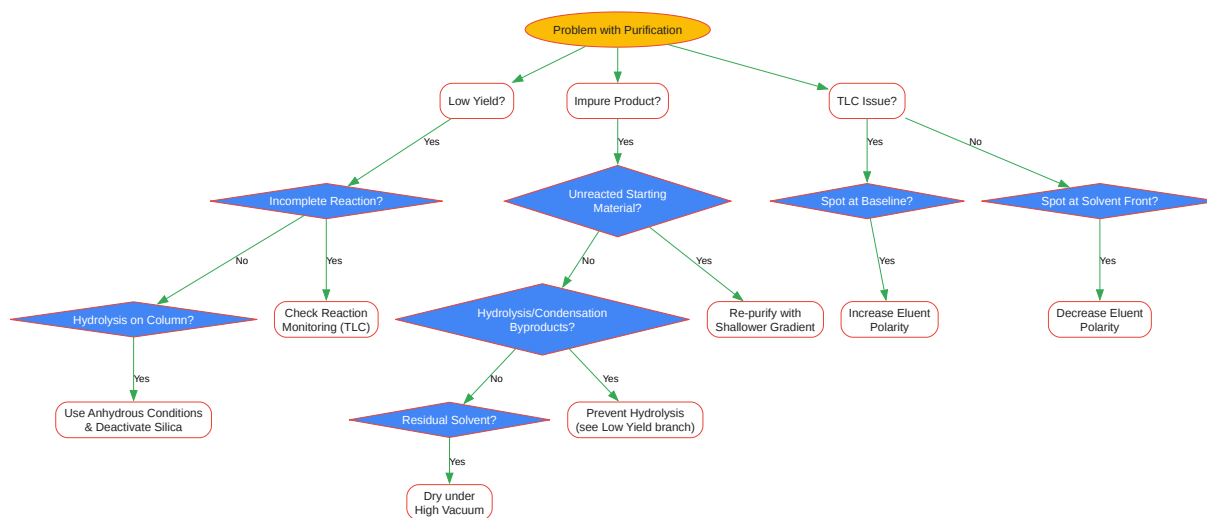 Problem with Purification
Low Yield?
Impure Product?
TLC Issue?
Yes
Yes
Yes
No
Incomplete Reaction?
Unreacted Starting
Material?
Spot at Baseline?
Spot at Solvent Front?
No
Yes
No
Yes
Yes
Yes
Hydrolysis on Column?
Check Reaction
Monitoring (TLC)
Hydrolysis/Condensation
Byproducts?
Re-purify with
Shallower Gradient
Increase Eluent
Polarity
Decrease Eluent
Polarity
Yes
No
Yes
Use Anhydrous Conditions
& Deactivate Silica
Residual Solvent?
Prevent Hydrolysis
(see Low Yield branch)
Yes
Dry under
High Vacuum